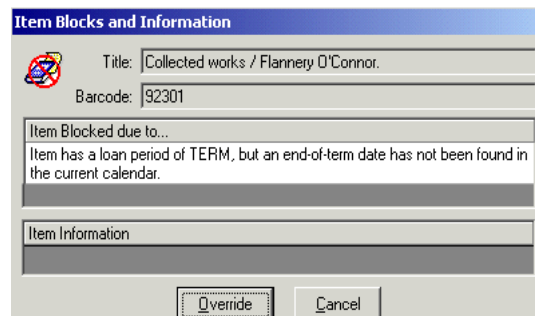 Item Blocks and Information
Title: Collected works / Flannery O'Connor.
Barcode: 92301
Item Blocked due to...
Item has a loan period of TERM, but an end-of-term date has not been found in
the current calendar.
Item Information
Override Cancel